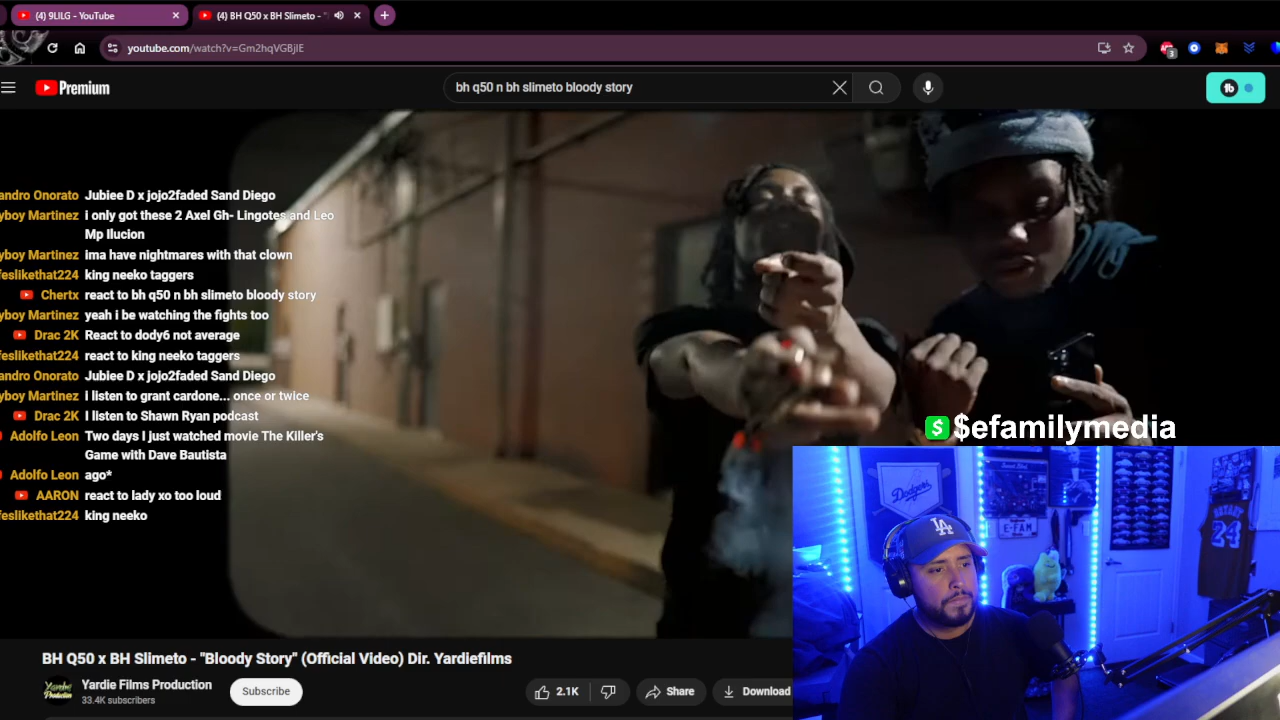 (4) 9LILG - YouTube
(4) BH Q50 x BH Slimeto - "
youtube.com/watch?v=Gm2hqVGBjlE
3
Premium
bh q50 n bh slimeto bloody story
andro Onorato Jubiee D x jojo2faded Sand Diego
yboy Martinez i only got these 2 Axel Gh- Lingotes and Leo
Mp Ilucion
yboy Martinez ima have nightmares with that clown
feslikethat224 king neeko taggers
Chertx react to bh q50 n bh slimeto bloody story
yboy Martinez yeah i be watching the fights too
Drac 2K React to dody6 not average
feslikethat224 react to king neeko taggers
andro Onorato Jubiee D x jojo2faded Sand Diego
yboy Martinez i listen to grant cardone... once or twice
Drac 2K I listen to Shawn Ryan podcast
Adolfo Leon Two days I just watched movie The Killer's
Game with Dave Bautista
Adolfo Leon ago*
AARON react to lady xo too loud
feslikethat224 king neeko
$ $efamilymedia
Dodgers
E-FAM
BRYANT
24
LA
BH Q50 x BH Slimeto - "Bloody Story" (Official Video) Dir. Yardiefilms
Yardie Films Production
33.4K subscribers
Subscribe
2.1K
Share
Download